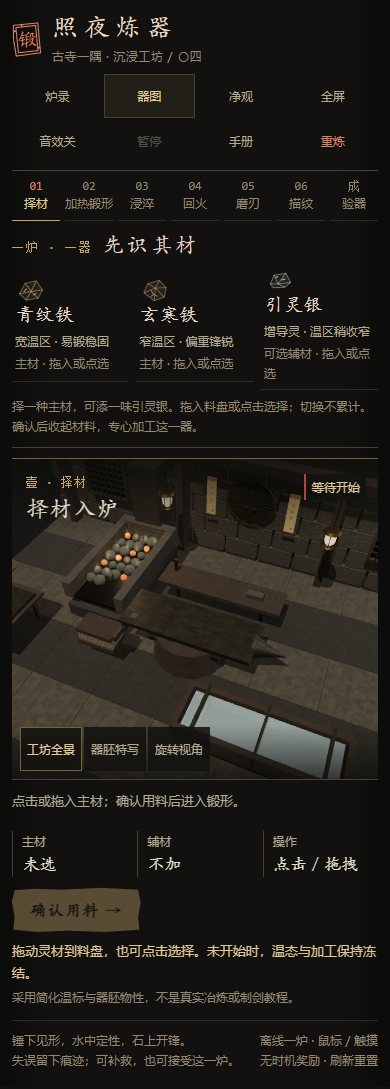 锻
照夜炼器
古寺一隅 · 沉浸工坊 / 〇四
炉录 器图 净观 全屏
音效关 暂停 手册 重炼
01 02 03 04 05 06 成
择材 加热锻形 浸淬 回火 磨刃 描纹 验器
一炉 · 一器 先识其材
青纹铁
宽温区 · 易锻稳固
主材 · 拖入或点选
玄寒铁
窄温区 · 偏重锋锐
主材 · 拖入或点选
引灵银
增导灵 · 温区稍收窄
可选辅材 · 拖入或点
选
择一种主材，可添一味引灵银。拖入料盘或点击选择；切换不累计。
确认后收起材料，专心加工这一器。
壹 · 择材
择材入炉
等待开始
工坊全景 器胚特写 旋转视角
点击或拖入主材；确认用料后进入锻形。
主材 辅材 操作
未选 不加 点击 / 拖拽
确认用料 →
拖动灵材到料盘，也可点击选择。未开始时，温态与加工保持冻
结。
采用简化温标与器胚物性，不是真实冶炼或制剑教程。
锤下见形，水中定性，石上开锋。
失误留下痕迹；可补救，也可接受这一炉。
离线一炉 · 鼠标 / 触摸
无时机奖励 · 刷新重置